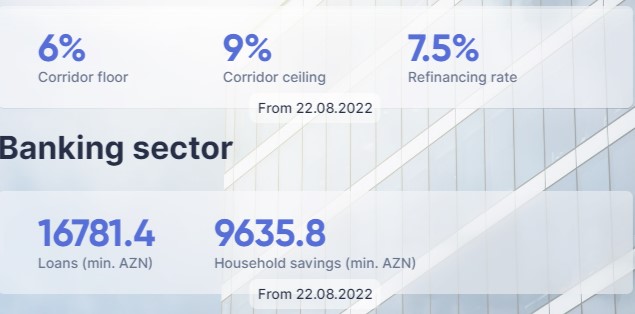 6% 9% 7.5%
Corridor floor Corridor ceiling Refinancing rate
From 22.08.2022
Banking sector
16781.4 9635.8
Loans (min. AZN) Household savings (min. AZN)
From 22.08.2022